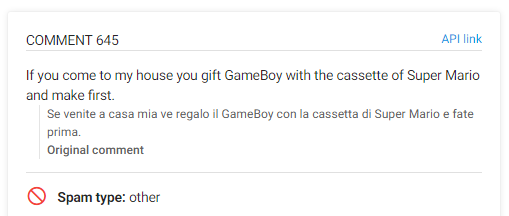 COMMENT 645
API link
If you come to my house you gift GameBoy with the cassette of Super Mario
and make first.
Se venite a casa mia ve regalo il GameBoy con la cassetta di Super Mario e fate
prima.
Original comment
Spam type: other